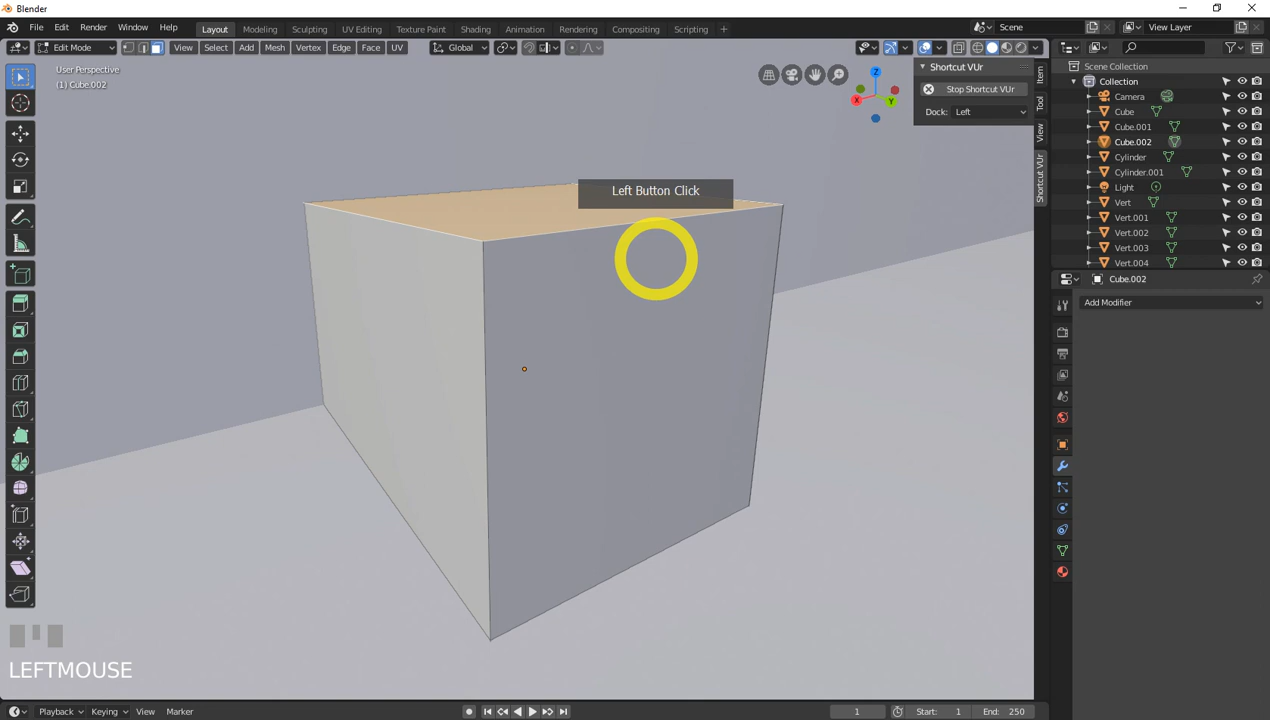 Blender
File Edit Render Window Help Layout Modeling Sculpting UV Editing Texture Paint Shading Animation Rendering Compositing Scripting + Scene View Layer
Edit Mode View Select Add Mesh Vertex Edge Face UV Global
User Perspective
(1) Cube.002
Z
X
Y
Shortcut VUr
Stop Shortcut VUr
Dock: Left
Item
Tool
View
Shortcut VUr
Left Button Click
Scene Collection
Collection
Camera
Cube
Cube.001
Cube.002
Cylinder
Cylinder.001
Light
Vert
Vert.001
Vert.002
Vert.003
Vert.004
Cube.002
Add Modifier
LEFTMOUSE
Playback Keying View Marker 1 Start: 1 End: 250